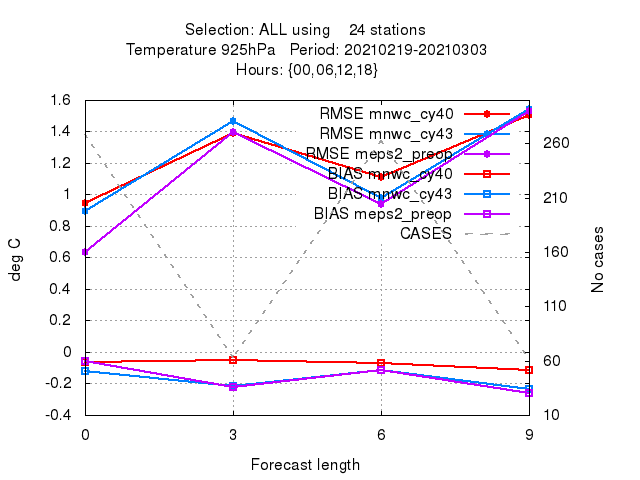 Selection: ALL using    24 stations
Temperature 925hPa   Period: 20210219-20210303
Hours: {00,06,12,18}
1.6
1.4
1.2
1
0.8
0.6
0.4
0.2
0
-0.2
-0.4
deg C
RMSE mnwc_cy40
RMSE mnwc_cy43
RMSE meps2_preop
BIAS mnwc_cy40
BIAS mnwc_cy43
BIAS meps2_preop
CASES
260
210
160
110
60
10
No cases
0 3 6 9
Forecast length